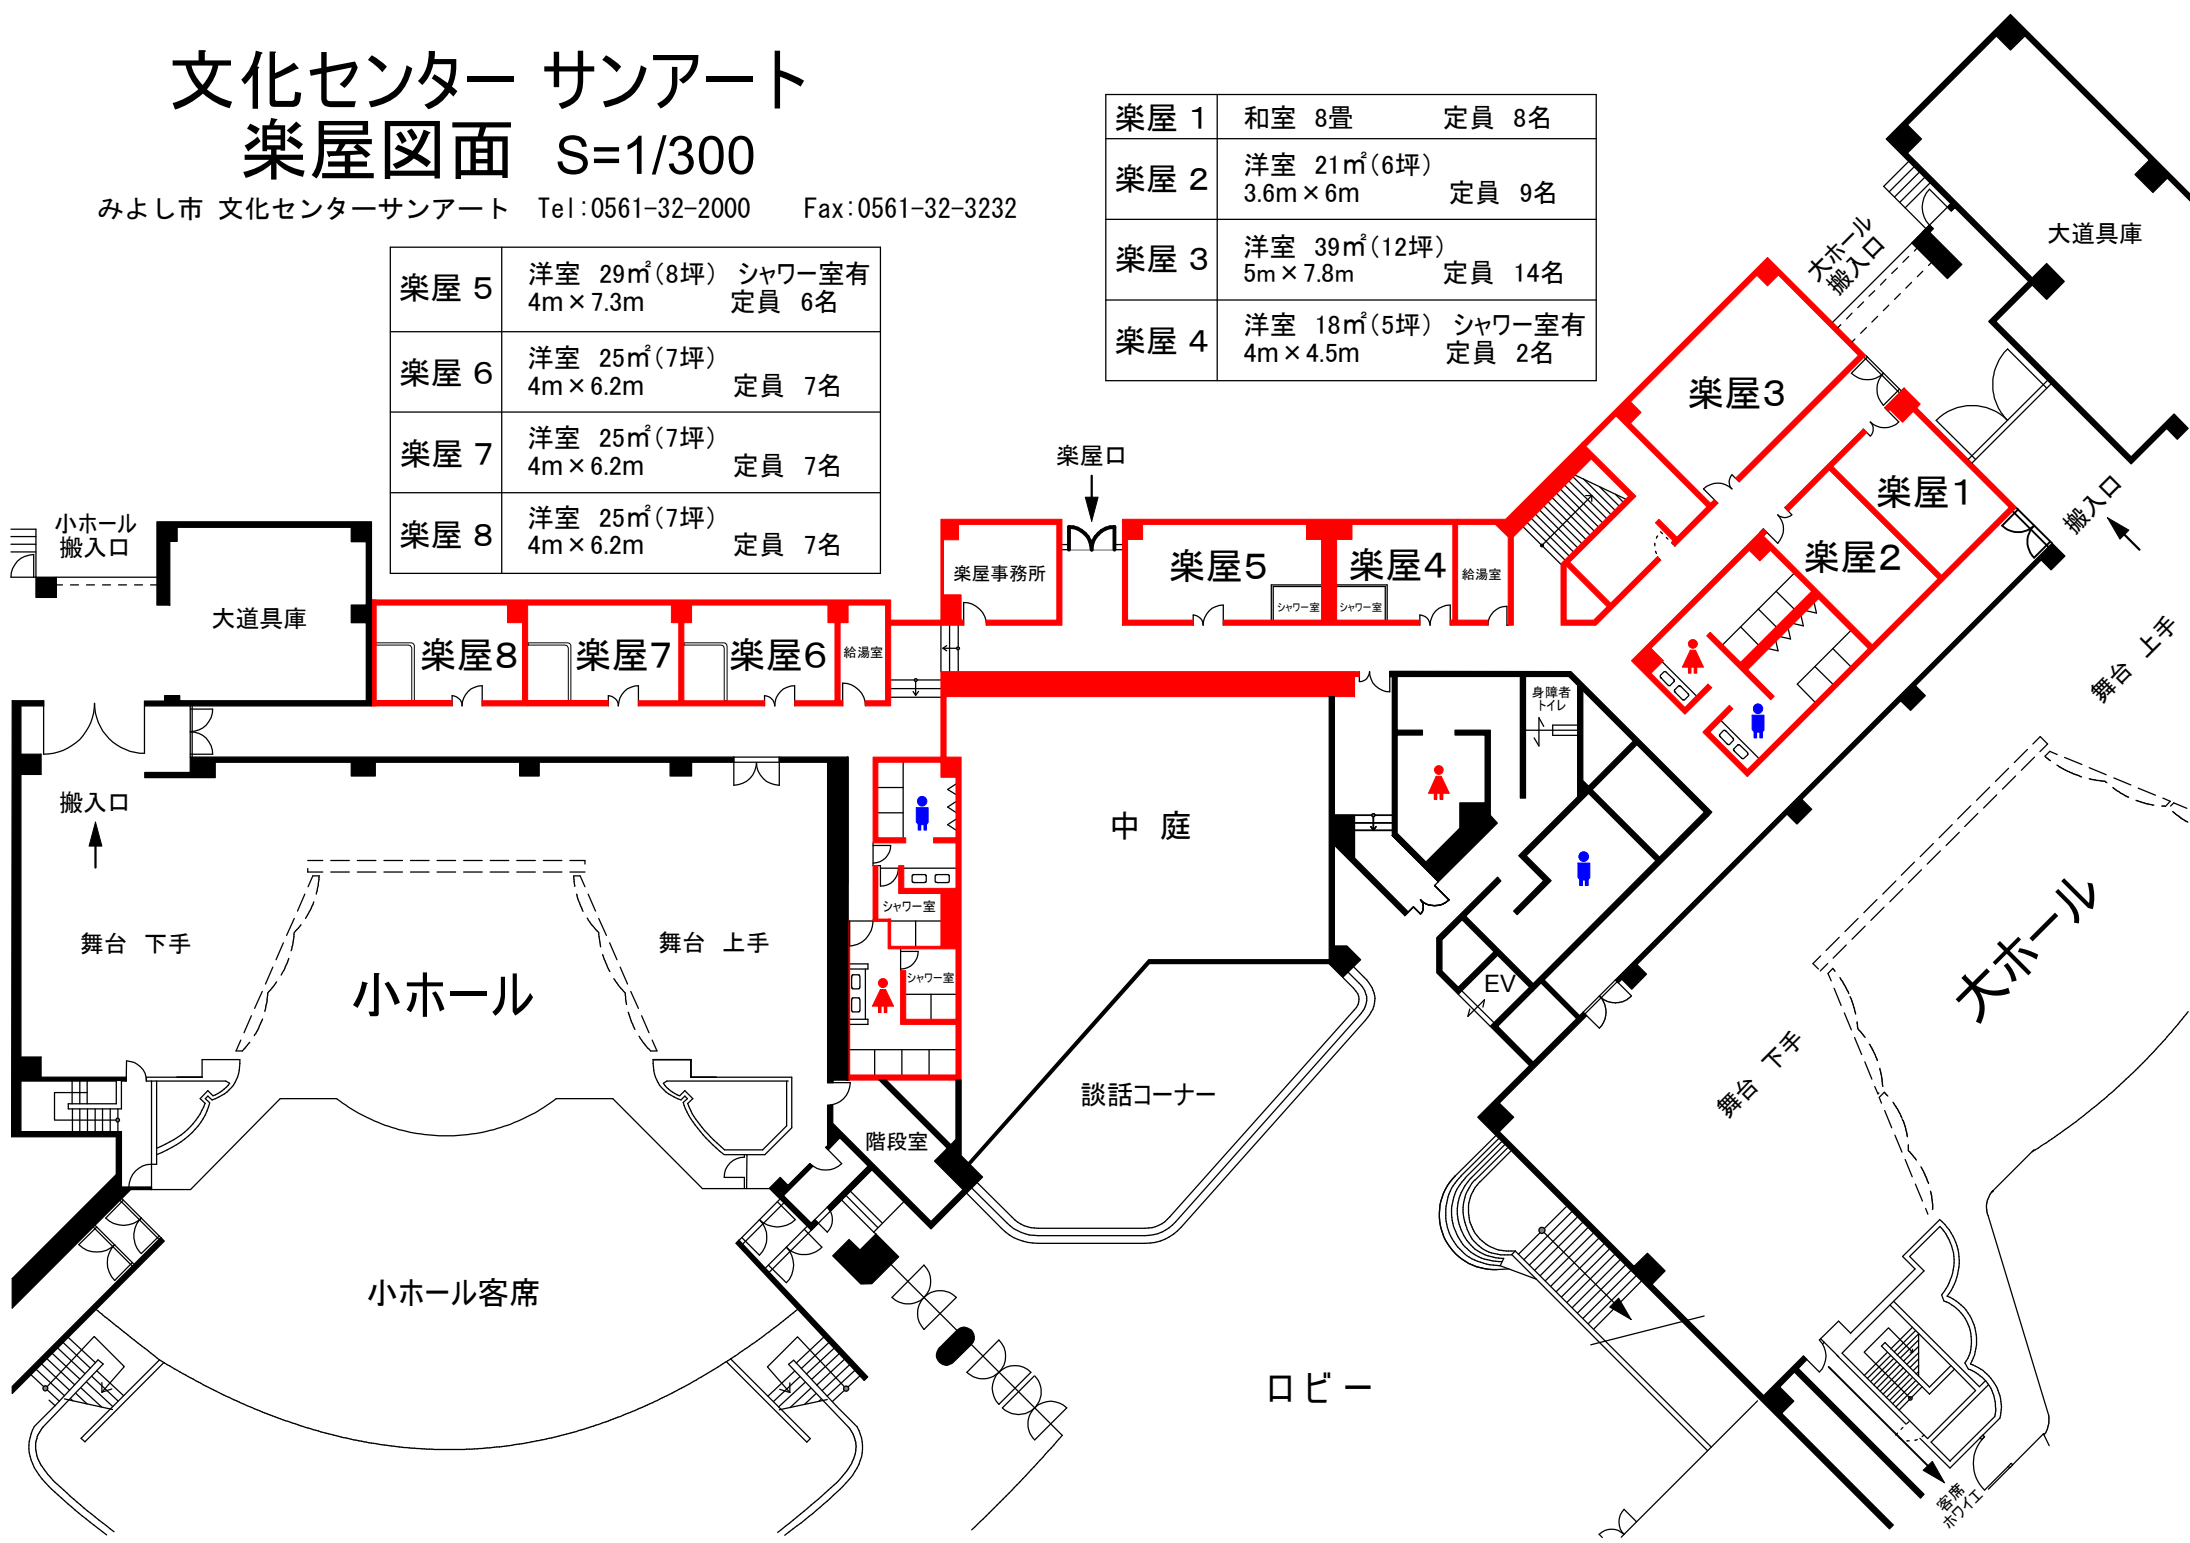 文化センター サンアート
楽屋図面 S=1/300
みよし市 文化センターサンアート Tel:0561-32-2000 Fax:0561-32-3232
楽屋 5 洋室 29㎡(8坪) シャワー室有
4m×7.3m 定員 6名
楽屋 6 洋室 25㎡(7坪)
4m×6.2m 定員 7名
楽屋 7 洋室 25㎡(7坪)
4m×6.2m 定員 7名
楽屋 8 洋室 25㎡(7坪)
4m×6.2m 定員 7名
楽屋 1 和室 8畳 定員 8名
楽屋 2 洋室 21㎡(6坪)
3.6m×6m 定員 9名
楽屋 3 洋室 39㎡(12坪)
5m×7.8m 定員 14名
楽屋 4 洋室 18㎡(5坪) シャワー室有
4m×4.5m 定員 2名
大道具庫
大ホール
搬入口
楽屋3
楽屋1
楽屋2
搬入口
舞台 上手
楽屋口
小ホール
搬入口
大道具庫
楽屋事務所
楽屋5
シャワー室
楽屋4
シャワー室
給湯室
楽屋8
楽屋7
楽屋6
給湯室
身障者
トイレ
搬入口
中庭
舞台 下手
小ホール
舞台 上手
シャワー室
シャワー室
EV
大ホール
舞台 下手
談話コーナー
階段室
小ホール客席
ロビー
客席
ホワイエ